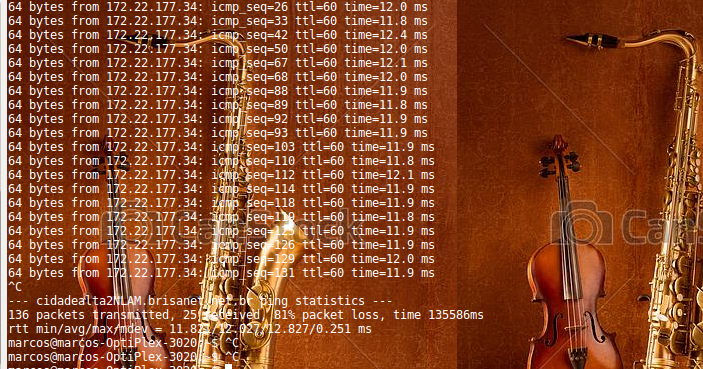 64 bytes from 172.22.177.34: icmp_seq=26 ttl=60 time=12.0 ms
64 bytes from 172.22.177.34: icmp_seq=33 ttl=60 time=11.8 ms
64 bytes from 172.22.177.34: icmp_seq=42 ttl=60 time=12.4 ms
64 bytes from 172.22.177.34: icmp_seq=50 ttl=60 time=12.0 ms
64 bytes from 172.22.177.34: icmp_seq=67 ttl=60 time=12.1 ms
64 bytes from 172.22.177.34: icmp_seq=68 ttl=60 time=12.0 ms
64 bytes from 172.22.177.34: icmp_seq=88 ttl=60 time=11.9 ms
64 bytes from 172.22.177.34: icmp_seq=89 ttl=60 time=11.8 ms
64 bytes from 172.22.177.34: icmp_seq=92 ttl=60 time=11.9 ms
64 bytes from 172.22.177.34: icmp_seq=93 ttl=60 time=11.9 ms
64 bytes from 172.22.177.34: icmp_seq=103 ttl=60 time=11.9 ms
64 bytes from 172.22.177.34: icmp_seq=110 ttl=60 time=11.8 ms
64 bytes from 172.22.177.34: icmp_seq=112 ttl=60 time=12.1 ms
64 bytes from 172.22.177.34: icmp_seq=114 ttl=60 time=11.9 ms
64 bytes from 172.22.177.34: icmp_seq=118 ttl=60 time=11.9 ms
64 bytes from 172.22.177.34: icmp_seq=119 ttl=60 time=11.8 ms
64 bytes from 172.22.177.34: ttl=60 time=11.9 ms
64 bytes from 172.22.177.34: icmp_seq=126 ttl=60 time=11.9 ms
64 bytes from 172.22.177.34: icmp_seq=129 ttl=60 time=12.0 ms
64 bytes from 172.22.177.34: icmp_seq=131 ttl=60 time=11.9 ms
^C
--- ping statistics ---
136 packets transmitted, 25 received, 81% packet loss, time 135586ms
rtt min/avg/max/mdev = ms
marcos@marcos-OptiPlex-3020:~$ ^C
marcos@marcos-OptiPlex-3020:~$ ^C